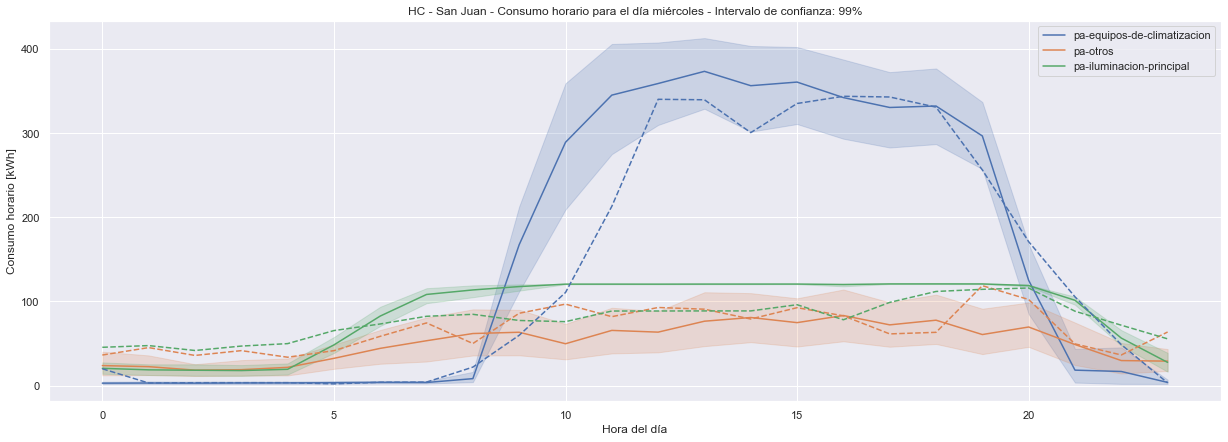 HC - San Juan - Consumo horario para el día miércoles - Intervalo de confianza: 99%
pa-equipos-de-climatizacion
pa-otros
pa-iluminacion-principal
Consumo horario [kWh]
400
300
200
100
0
0
5
10
15
20
Hora del día